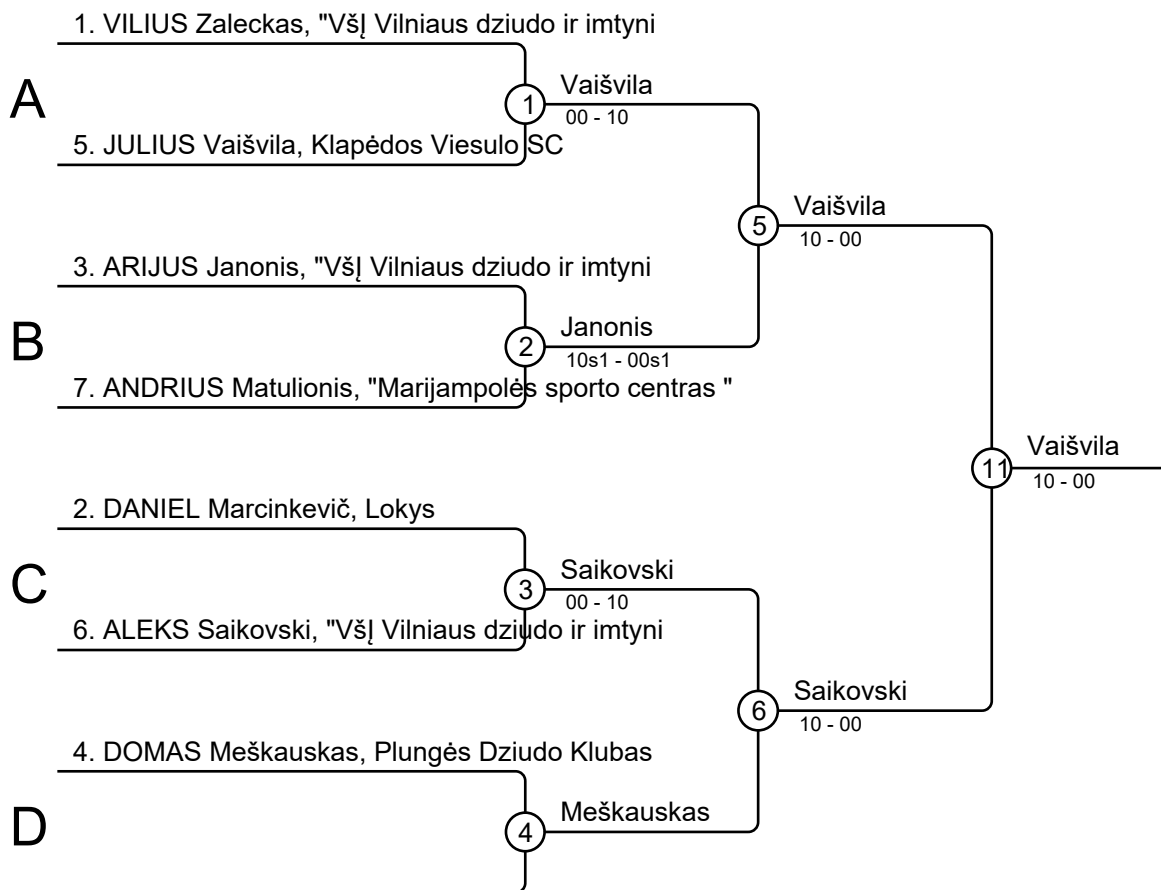 1. VILIUS Zaleckas, "VšĮ Vilniaus dziudo ir imtyni
A
1
Vaišvila
00 - 10
5. JULIUS Vaišvila, Klapėdos Viesulo SC
5
Vaišvila
10 - 00
3. ARIJUS Janonis, "VšĮ Vilniaus dziudo ir imtyni
B
2
Janonis
10s1 - 00s1
7. ANDRIUS Matulionis, "Marijampolės sporto centras "
11
Vaišvila
10 - 00
2. DANIEL Marcinkevič, Lokys
C
3
Saikovski
00 - 10
6. ALEKS Saikovski, "VšĮ Vilniaus dziudo ir imtyni
6
Saikovski
10 - 00
4. DOMAS Meškauskas, Plungės Dziudo Klubas
D
4
Meškauskas